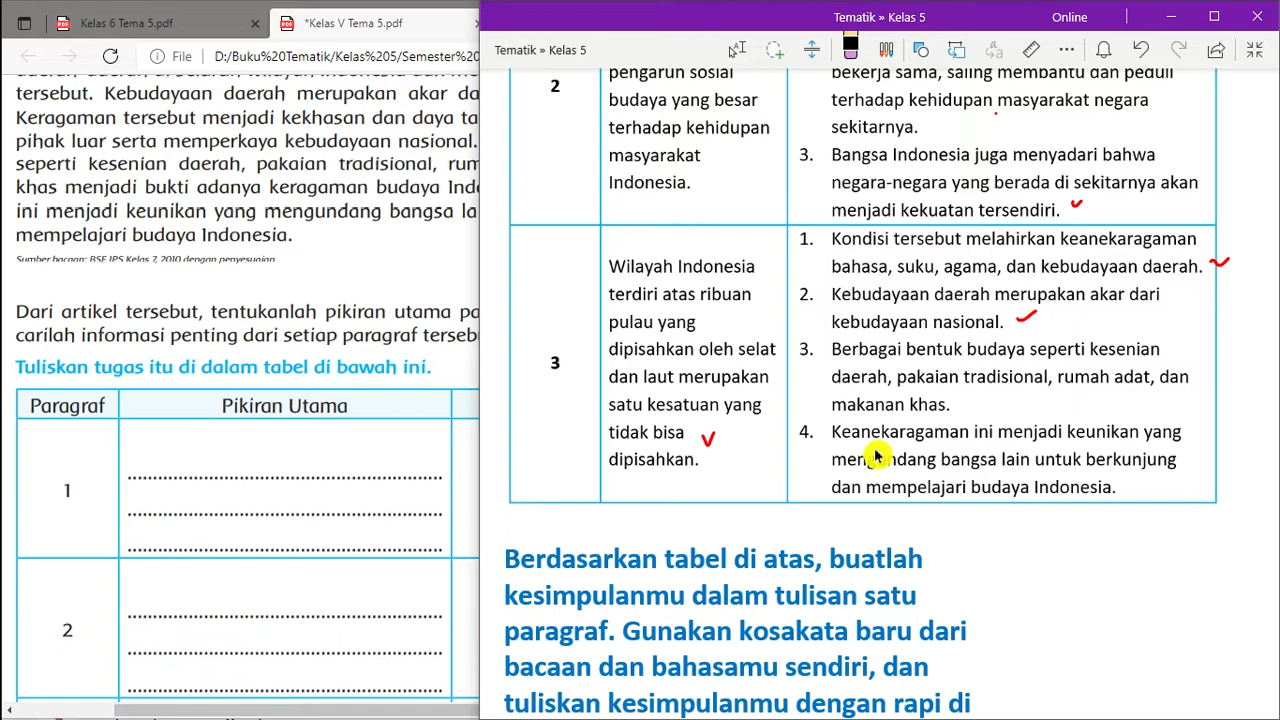 Kelas 6 Tema 5.pdf
*Kelas V Tema 5.pdf
File
D:/Buku%20Tematik/Kelas%205/Semester%20
tersebut. Kebudayaan daerah merupakan akar da
Keragaman tersebut menjadi kekhasan dan daya ta
pihak luar serta memperkaya kebudayaan nasional.
seperti kesenian daerah, pakaian tradisional, rum
khas menjadi bukti adanya keragaman budaya Ind
ini menjadi keunikan yang mengundang bangsa la
mempelajari budaya Indonesia.
Sumber bacaan: BSE IPS Kelas 7, 2010 dengan penyesuaian
Dari artikel tersebut, tentukanlah pikiran utama pa
carilah informasi penting dari setiap paragraf terseb
Tuliskan tugas itu di dalam tabel di bawah ini.
Paragraf Pikiran Utama
1
2
Tematik » Kelas 5
Online
Tematik » Kelas 5
2
pengaruh sosial
budaya yang besar
terhadap kehidupan
masyarakat
Indonesia.
bekerja sama, saling membantu dan peduli
terhadap kehidupan masyarakat negara
sekitarnya.
3. Bangsa Indonesia juga menyadari bahwa
negara-negara yang berada di sekitarnya akan
menjadi kekuatan tersendiri.
3
Wilayah Indonesia
terdiri atas ribuan
pulau yang
dipisahkan oleh selat
dan laut merupakan
satu kesatuan yang
tidak bisa
dipisahkan.
1. Kondisi tersebut melahirkan keanekaragaman
bahasa, suku, agama, dan kebudayaan daerah.
2. Kebudayaan daerah merupakan akar dari
kebudayaan nasional.
3. Berbagai bentuk budaya seperti kesenian
daerah, pakaian tradisional, rumah adat, dan
makanan khas.
4. Keanekaragaman ini menjadi keunikan yang
mengundang bangsa lain untuk berkunjung
dan mempelajari budaya Indonesia.
Berdasarkan tabel di atas, buatlah
kesimpulanmu dalam tulisan satu
paragraf. Gunakan kosakata baru dari
bacaan dan bahasamu sendiri, dan
tuliskan kesimpulanmu dengan rapi di